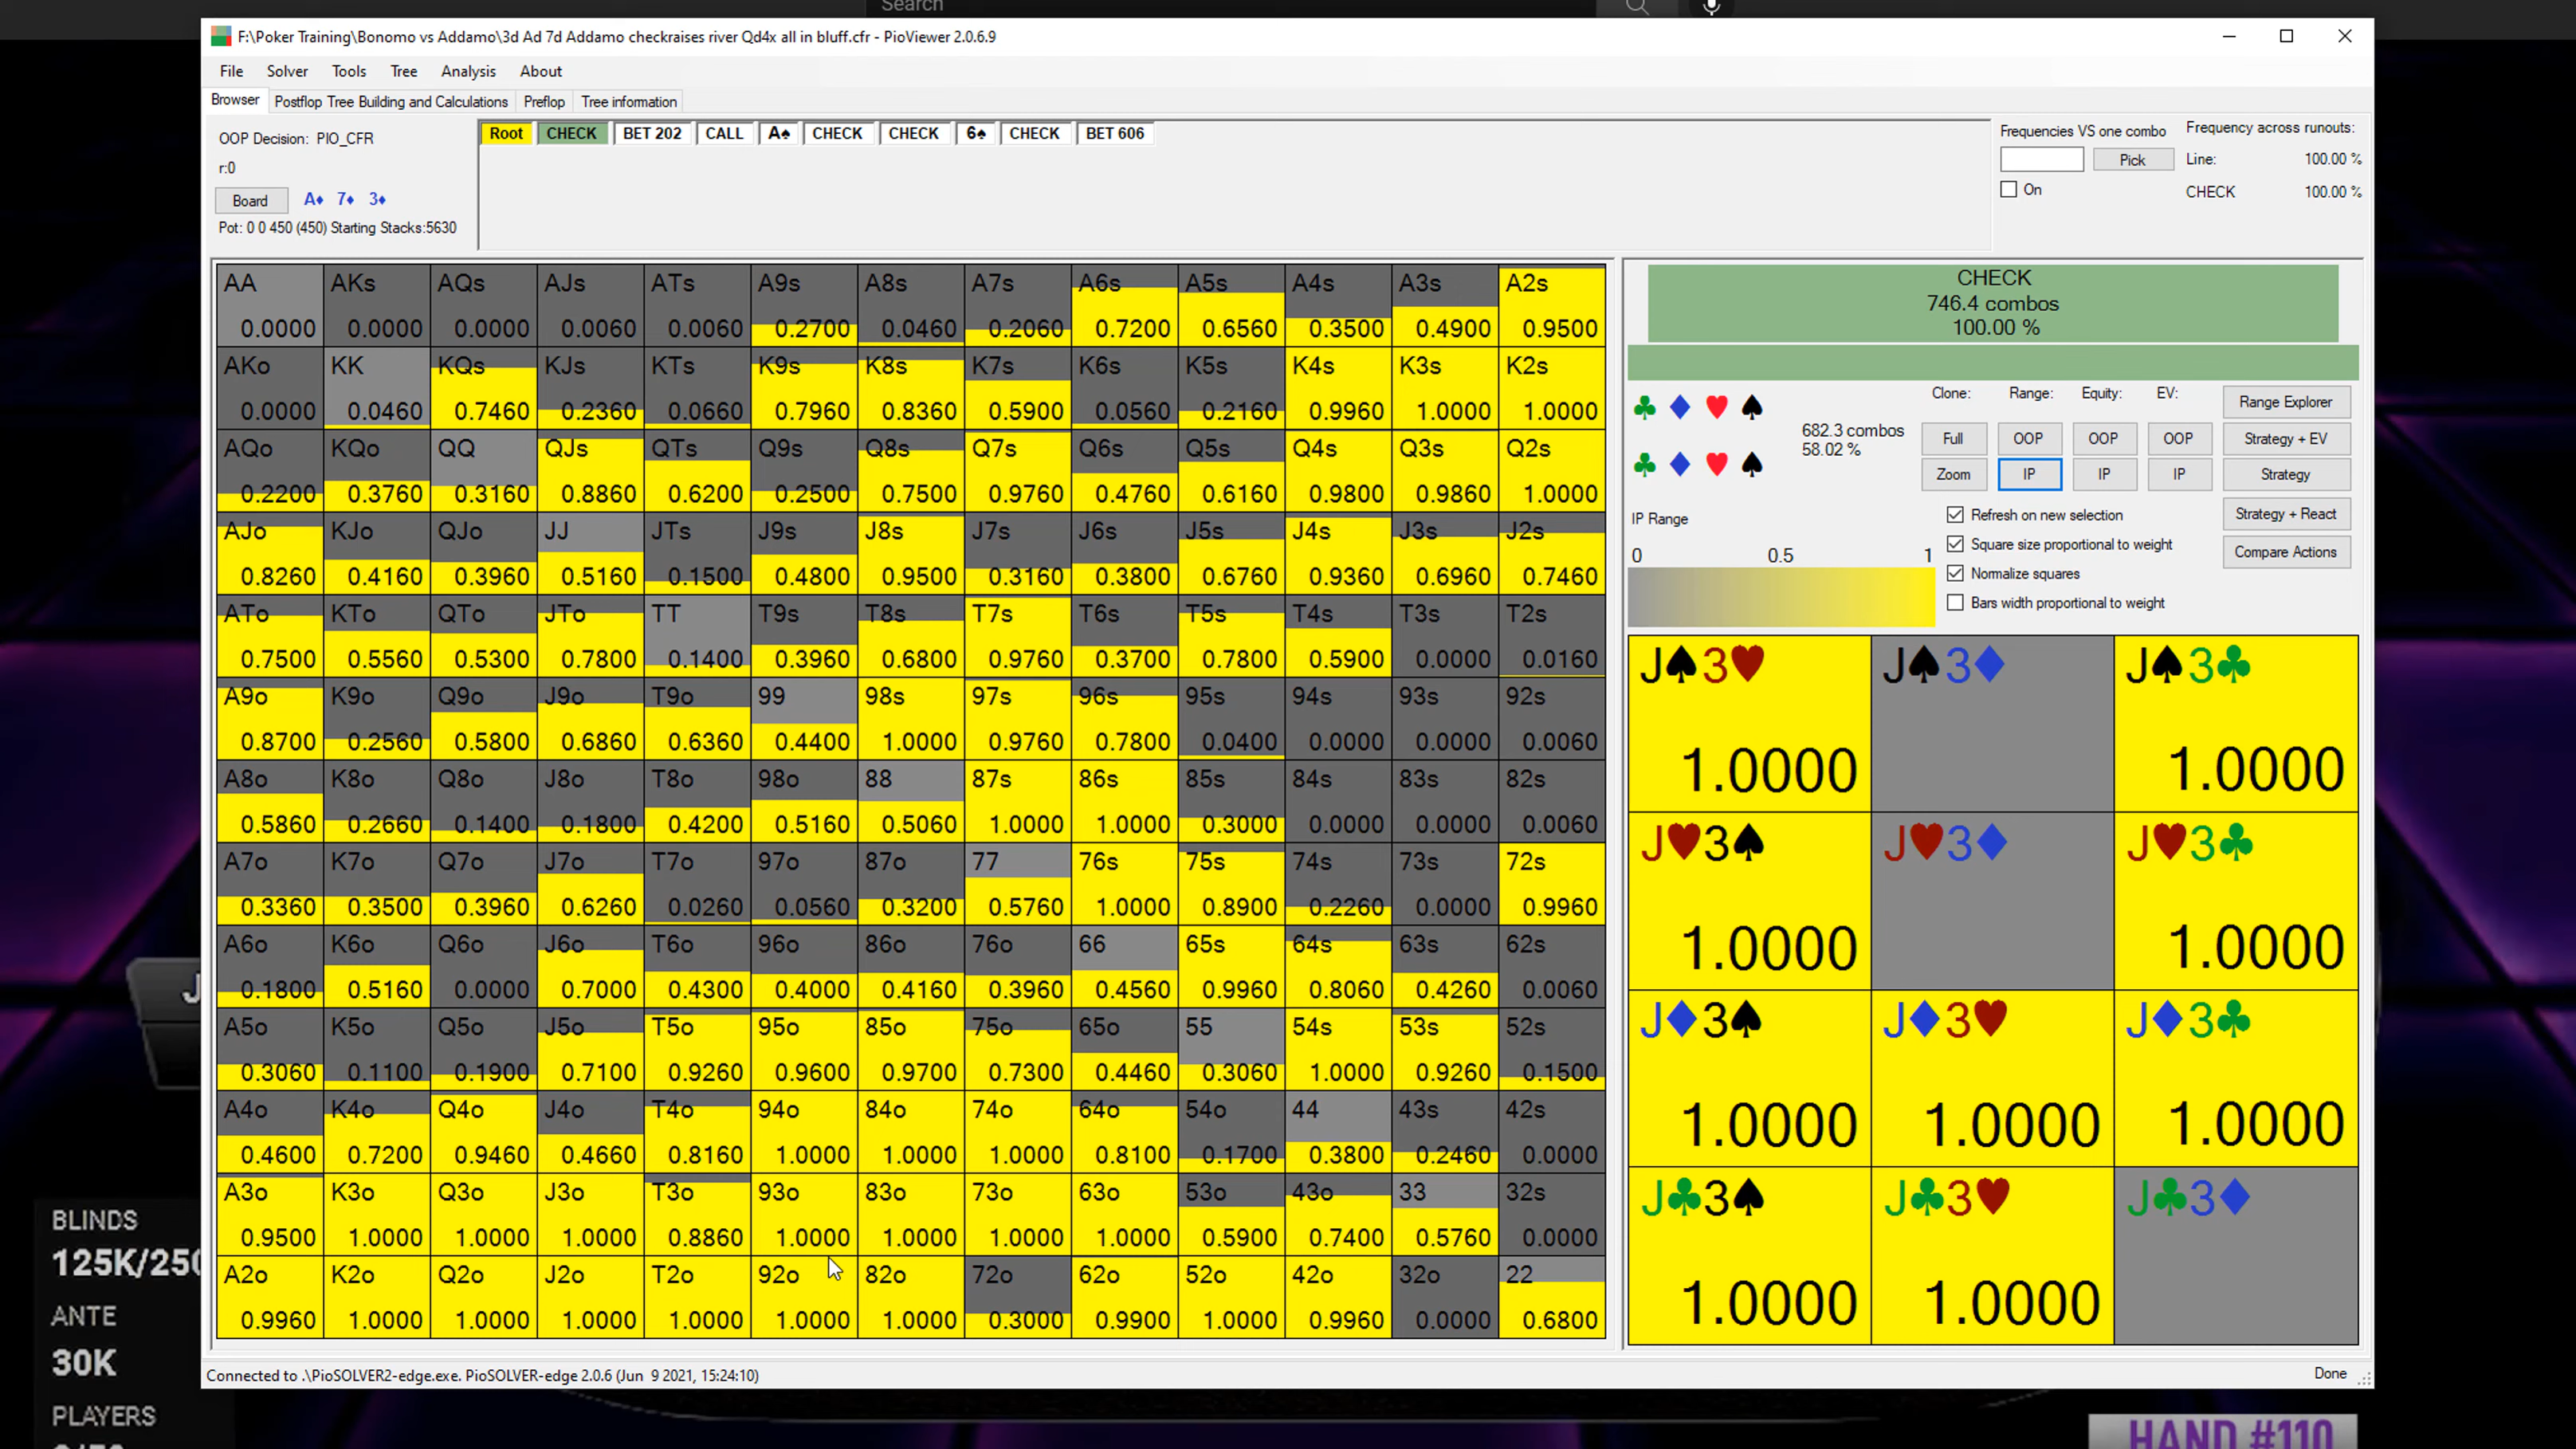 Search
F:\Poker Training\Bonomo vs Addamo\3d Ad 7d Addamo checkraises river Qd4x all in bluff.cfr - PioViewer 2.0.6.9
File Solver Tools Tree Analysis About
Browser Postflop Tree Building and Calculations Preflop Tree information
OOP Decision: PIO_CFR
r:0
Board A♦ 7♦ 3♦
Pot: 0 0 450 (450) Starting Stacks:5630
Root CHECK BET 202 CALL A♠ CHECK CHECK 6♠ CHECK BET 606
Frequencies VS one combo
Pick
On
Frequency across runouts:
Line: 100.00 %
CHECK 100.00 %
AA AKs AQs AJs ATs A9s A8s A7s A6s A5s A4s A3s A2s
0.0000 0.0000 0.0000 0.0060 0.0060 0.2700 0.0460 0.2060 0.7200 0.6560 0.3500 0.4900 0.9500
AKo KK KQs KJs KTs K9s K8s K7s K6s K5s K4s K3s K2s
0.0000 0.0460 0.7460 0.2360 0.0660 0.7960 0.8360 0.5900 0.0560 0.2160 0.9960 1.0000 1.0000
AQo KQo QQ QJs QTs Q9s Q8s Q7s Q6s Q5s Q4s Q3s Q2s
0.2200 0.3760 0.3160 0.8860 0.6200 0.2500 0.7500 0.9760 0.4760 0.6160 0.9800 0.9860 1.0000
AJo KJo QJo JJ JTs J9s J8s J7s J6s J5s J4s J3s J2s
0.8260 0.4160 0.3960 0.5160 0.1500 0.4800 0.9500 0.3160 0.3800 0.6760 0.9360 0.6960 0.7460
ATo KTo QTo JTo TT T9s T8s T7s T6s T5s T4s T3s T2s
0.7500 0.5560 0.5300 0.7800 0.1400 0.3960 0.6800 0.9760 0.3700 0.7800 0.5900 0.0000 0.0160
A9o K9o Q9o J9o T9o 99 98s 97s 96s 95s 94s 93s 92s
0.8700 0.2560 0.5800 0.6860 0.6360 0.4400 1.0000 0.9760 0.7800 0.0400 0.0000 0.0000 0.0060
A8o K8o Q8o J8o T8o 98o 88 87s 86s 85s 84s 83s 82s
0.5860 0.2660 0.1400 0.1800 0.4200 0.5160 0.5060 1.0000 1.0000 0.3000 0.0000 0.0000 0.0060
A7o K7o Q7o J7o T7o 97o 87o 77 76s 75s 74s 73s 72s
0.3360 0.3500 0.3960 0.6260 0.0260 0.0560 0.3200 0.5760 1.0000 0.8900 0.2260 0.0000 0.9960
A6o K6o Q6o J6o T6o 96o 86o 76o 66 65s 64s 63s 62s
0.1800 0.5160 0.0000 0.7000 0.4300 0.4000 0.4160 0.3960 0.4560 0.9960 0.8060 0.4260 0.0060
A5o K5o Q5o J5o T5o 95o 85o 75o 65o 55 54s 53s 52s
0.3060 0.1100 0.1900 0.7100 0.9260 0.9600 0.9700 0.7300 0.4460 0.3060 1.0000 0.9260 0.1500
A4o K4o Q4o J4o T4o 94o 84o 74o 64o 54o 44 43s 42s
0.4600 0.7200 0.9460 0.4660 0.8160 1.0000 1.0000 1.0000 0.8100 0.1700 0.3800 0.2460 0.0000
A3o K3o Q3o J3o T3o 93o 83o 73o 63o 53o 43o 33 32s
0.9500 1.0000 1.0000 1.0000 0.8860 1.0000 1.0000 1.0000 1.0000 0.5900 0.7400 0.5760 0.0000
A2o K2o Q2o J2o T2o 92o 82o 72o 62o 52o 42o 32o 22
0.9960 1.0000 1.0000 1.0000 1.0000 1.0000 1.0000 0.3000 0.9900 1.0000 0.9960 0.0000 0.6800
CHECK
746.4 combos
100.00 %
♣ ♦ ♥ ♠
♣ ♦ ♥ ♠
682.3 combos
58.02 %
Clone: Range: Equity: EV:
Full OOP OOP OOP
Zoom IP IP IP
Range Explorer
Strategy + EV
Strategy
Strategy + React
Compare Actions
IP Range
0 0.5 1
Refresh on new selection
Square size proportional to weight
Normalize squares
Bars width proportional to weight
J♠3♥ J♠3♦ J♠3♣
1.0000 1.0000
J♥3♠ J♥3♦ J♥3♣
1.0000 1.0000
J♦3♠ J♦3♥ J♦3♣
1.0000 1.0000 1.0000
J♣3♠ J♣3♥ J♣3♦
1.0000 1.0000
Connected to .\PioSOLVER2-edge.exe. PioSOLVER-edge 2.0.6 (Jun 9 2021, 15:24:10)
Done
BLINDS
125K/250
ANTE
30K
PLAYERS
HAND #110